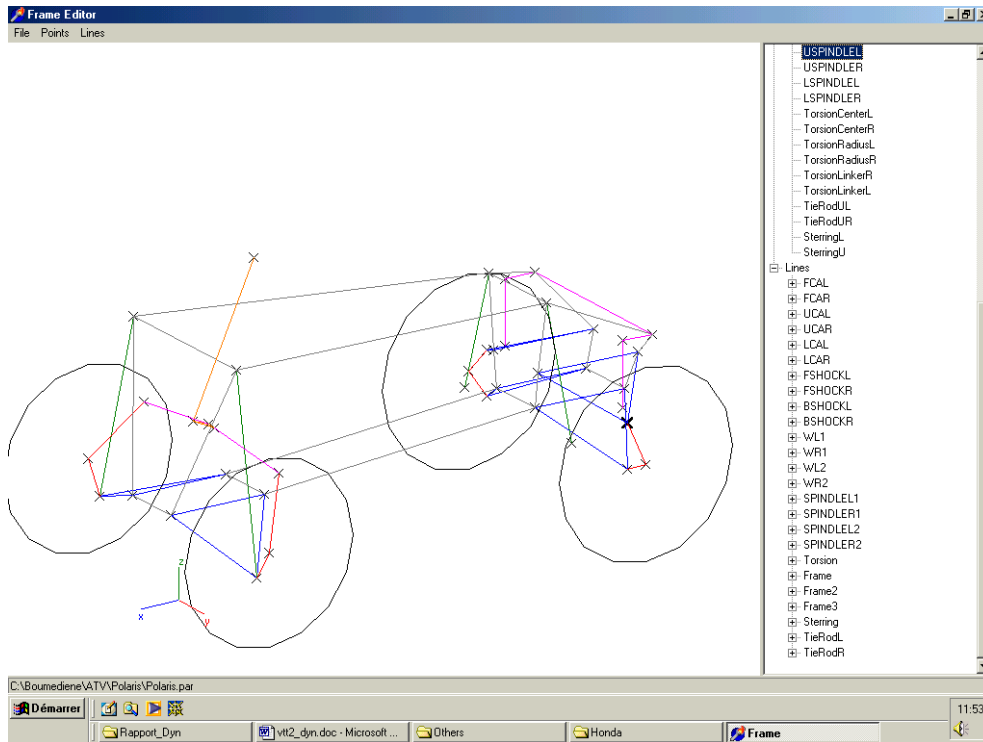 Frame Editor
File Points Lines
USPINDLEL
USPINDLER
LSPINDLEL
LSPINDLER
TorsionCenterL
TorsionCenterR
TorsionRadiusL
TorsionRadiusR
TorsionLinkerR
TorsionLinkerL
TieRodUL
TieRodUR
SterringL
SterringU
Lines
FCAL
FCAR
UCAL
UCAR
LCAL
LCAR
FSHOCKL
FSHOCKR
BSHOCKL
BSHOCKR
WL1
WR1
WL2
WR2
SPINDLEL1
SPINDLER1
SPINDLEL2
SPINDLER2
Torsion
Frame
Frame2
Frame3
Sterring
TieRodL
TieRodR
z
x
y
C:\Boumediene\ATV\Polaris\Polaris.par
Démarrer
11:53
Rapport_Dyn
vtt2_dyn.doc - Microsoft ...
Others
Honda
Frame